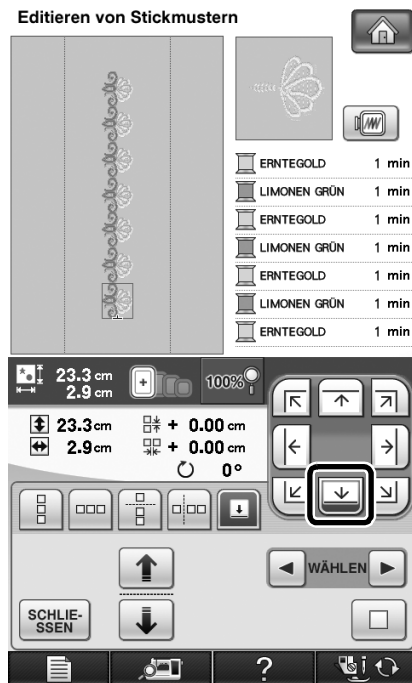 Editieren von Stickmustern
ERNTEGOLD 1 min
LIMONEN GRÜN 1 min
ERNTEGOLD 1 min
LIMONEN GRÜN 1 min
ERNTEGOLD 1 min
LIMONEN GRÜN 1 min
ERNTEGOLD 1 min
23.3 cm
2.9 cm
100%
23.3 cm + 0.00 cm
2.9 cm + 0.00 cm
0°
WÄHLEN
SCHLIE-
SSEN
?